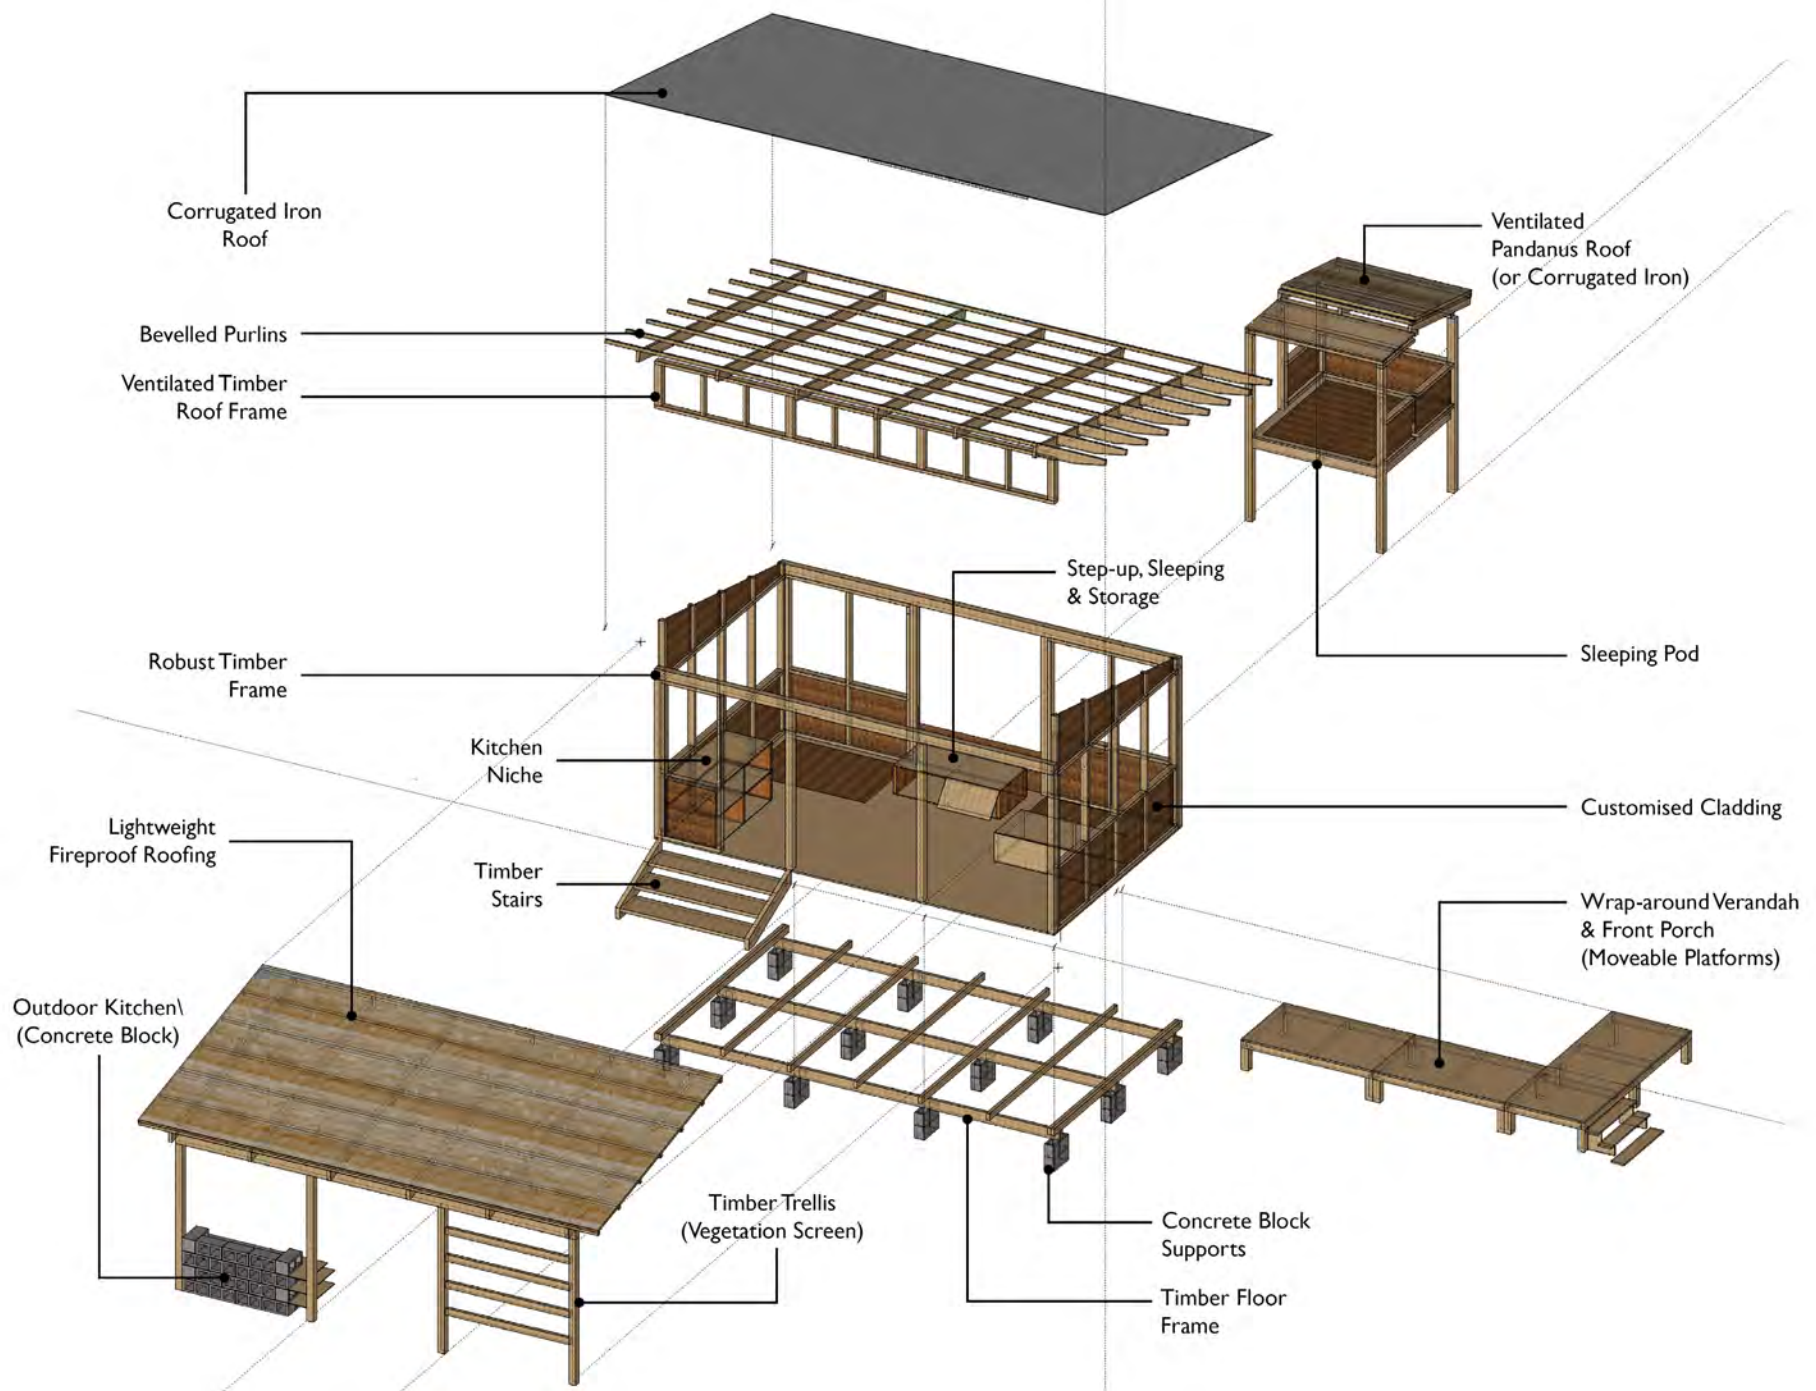 Corrugated Iron
Roof
Ventilated
Pandanus Roof
(or Corrugated Iron)
Bevelled Purlins
Ventilated Timber
Roof Frame
Step-up, Sleeping
& Storage
Robust Timber
Frame
Sleeping Pod
Kitchen
Niche
Customised Cladding
Lightweight
Fireproof Roofing
Timber
Stairs
Wrap-around Verandah
& Front Porch
(Moveable Platforms)
Outdoor Kitchen\
(Concrete Block)
Timber Trellis
(Vegetation Screen)
Concrete Block
Supports
Timber Floor
Frame